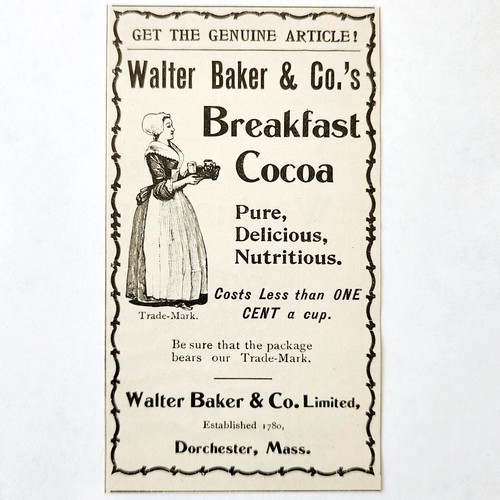 GET THE GENUINE ARTICLE!
Walter Baker & Co.'s
Breakfast
Cocoa
Pure,
Delicious,
Nutritious.
Costs Less than ONE
CENT a cup.
Trade-Mark.
Be sure that the package
bears our Trade-Mark.
Walter Baker & Co. Limited,
Established 1780,
Dorchester, Mass.